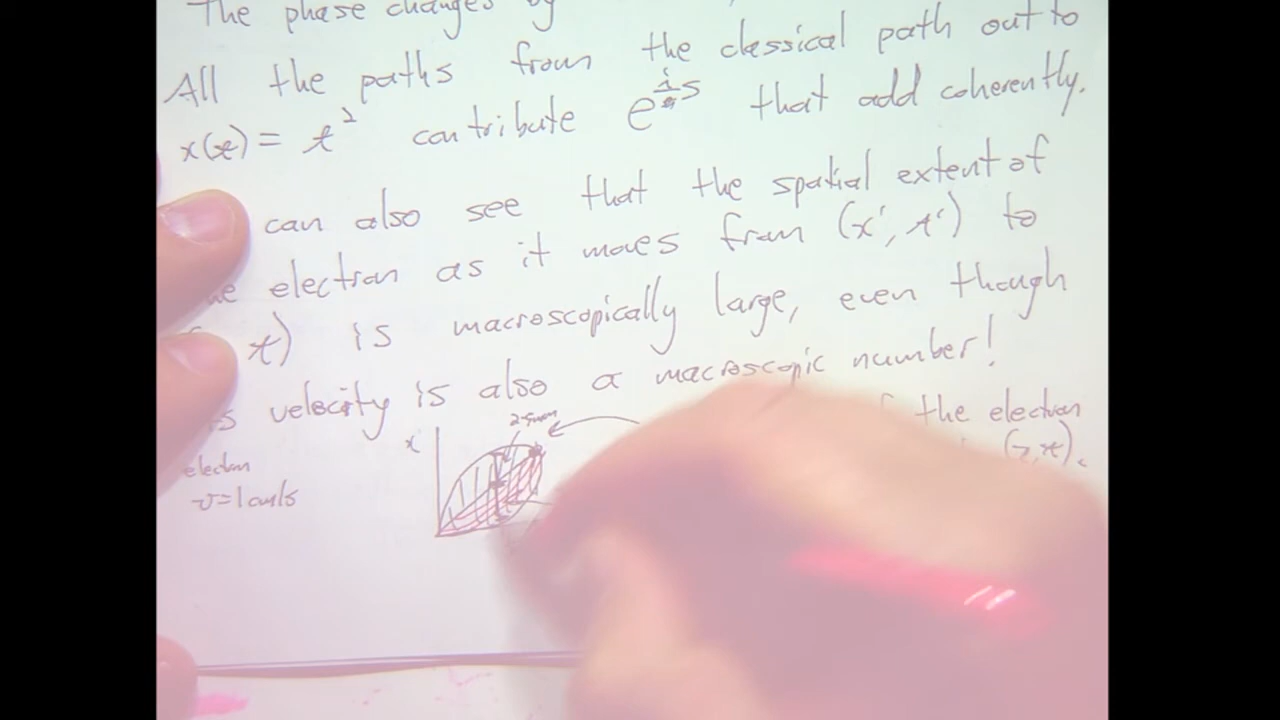 The phase changes by
All the paths from the classical path out to
x(t) = t² contribute e^{i/ħ S} that add coherently.
can also see that the spatial extent of
electron as it moves from (x', t') to
t) is macroscopically large, even though
velocity is also a macroscopic number!
the electron
electron
v=1cm/s
x